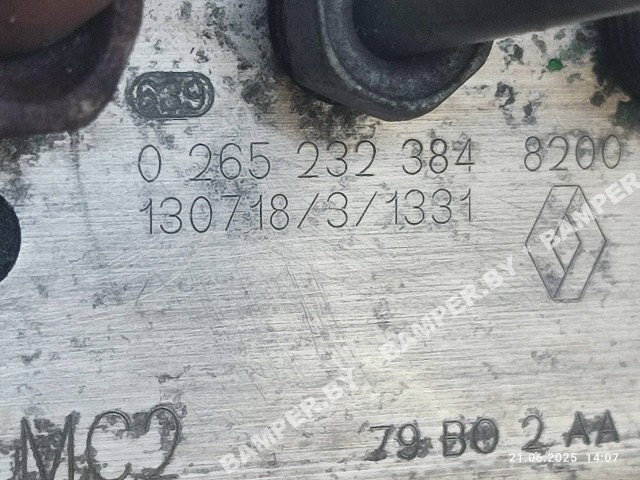 0 265 232 384 8200
130718/3/1331
MC2
79 B0 2 AA
21.06.2025 14:07
BAMPER.BY BAMPER.BY BAMPER.BY BAMPER